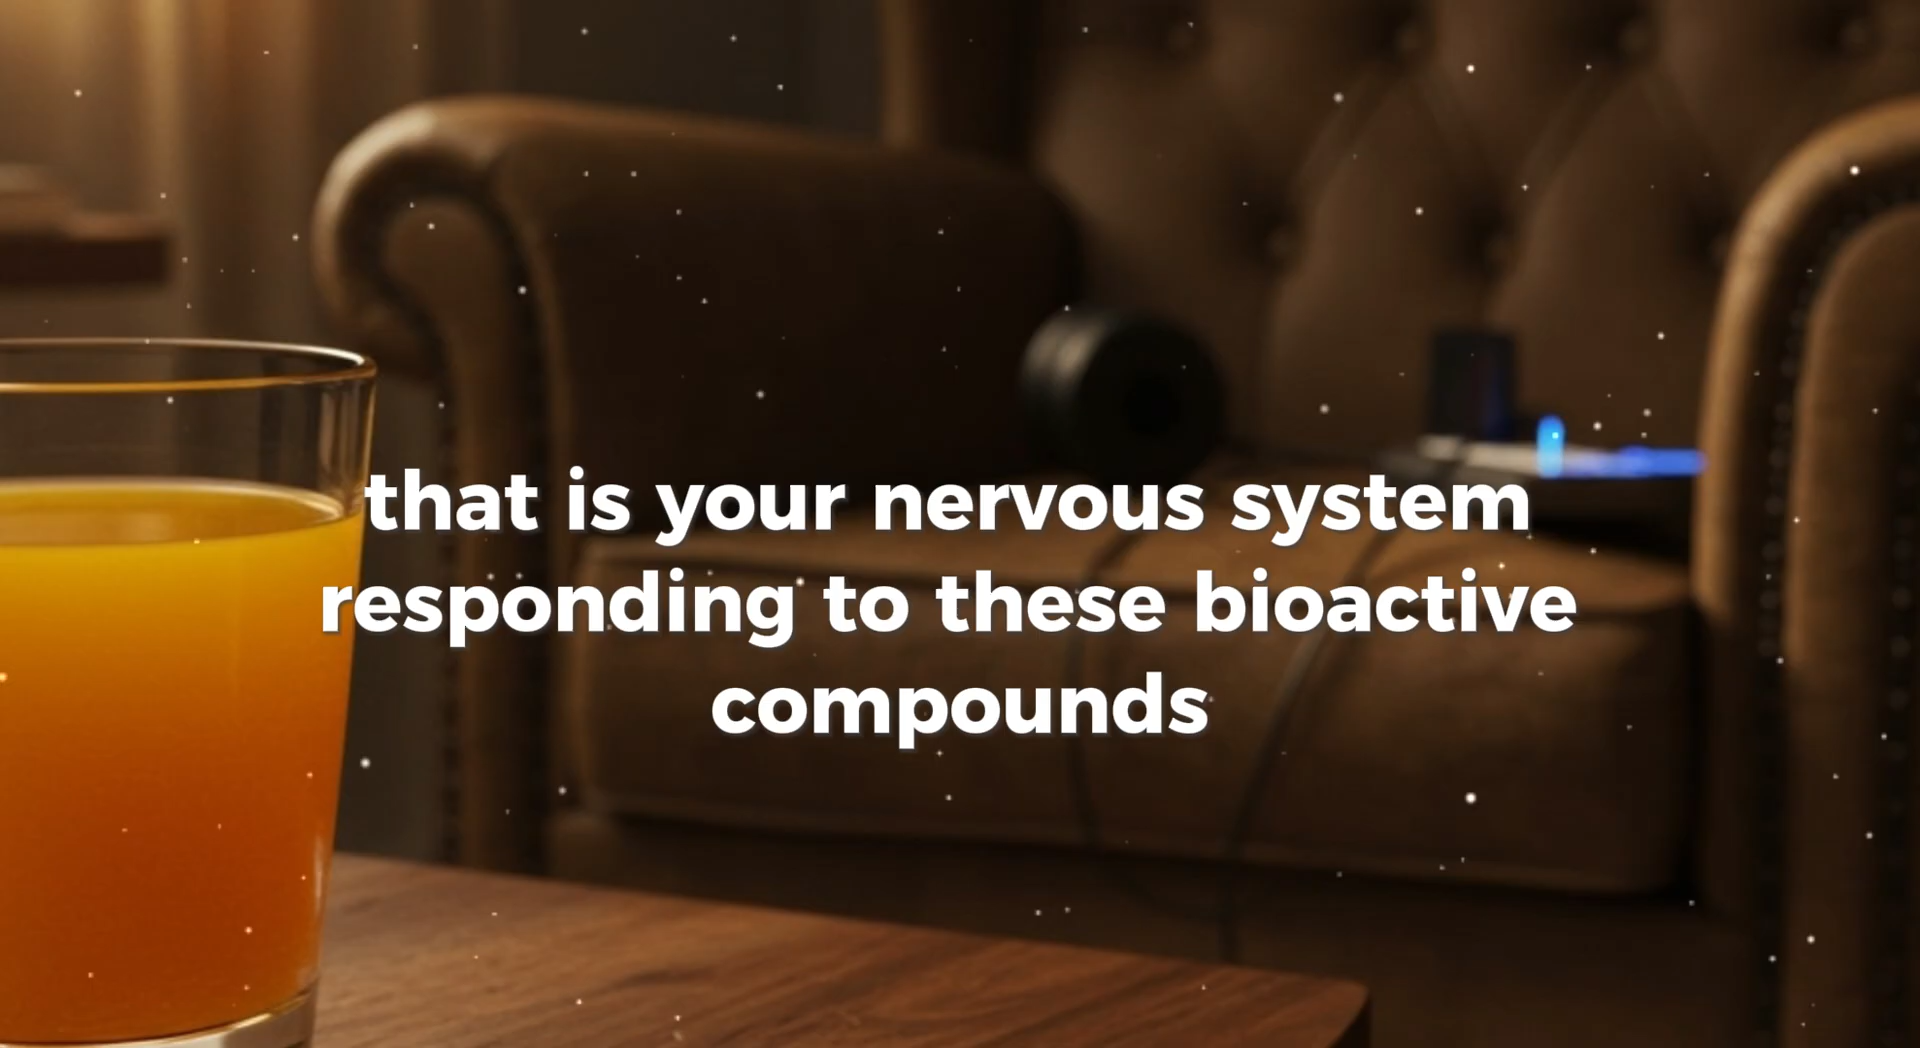 that is your nervous system
responding to these bioactive
compounds